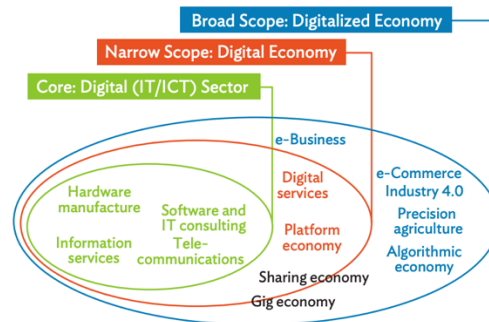 Broad Scope: Digitalized Economy
Narrow Scope: Digital Economy
Core: Digital (IT/ICT) Sector
e-Business
Hardware
manufacture
Software and
IT consulting
Information
services
Tele-
communications
Digital
services
Platform
economy
e-Commerce
Industry 4.0
Precision
agriculture
Algorithmic
economy
Sharing economy
Gig economy